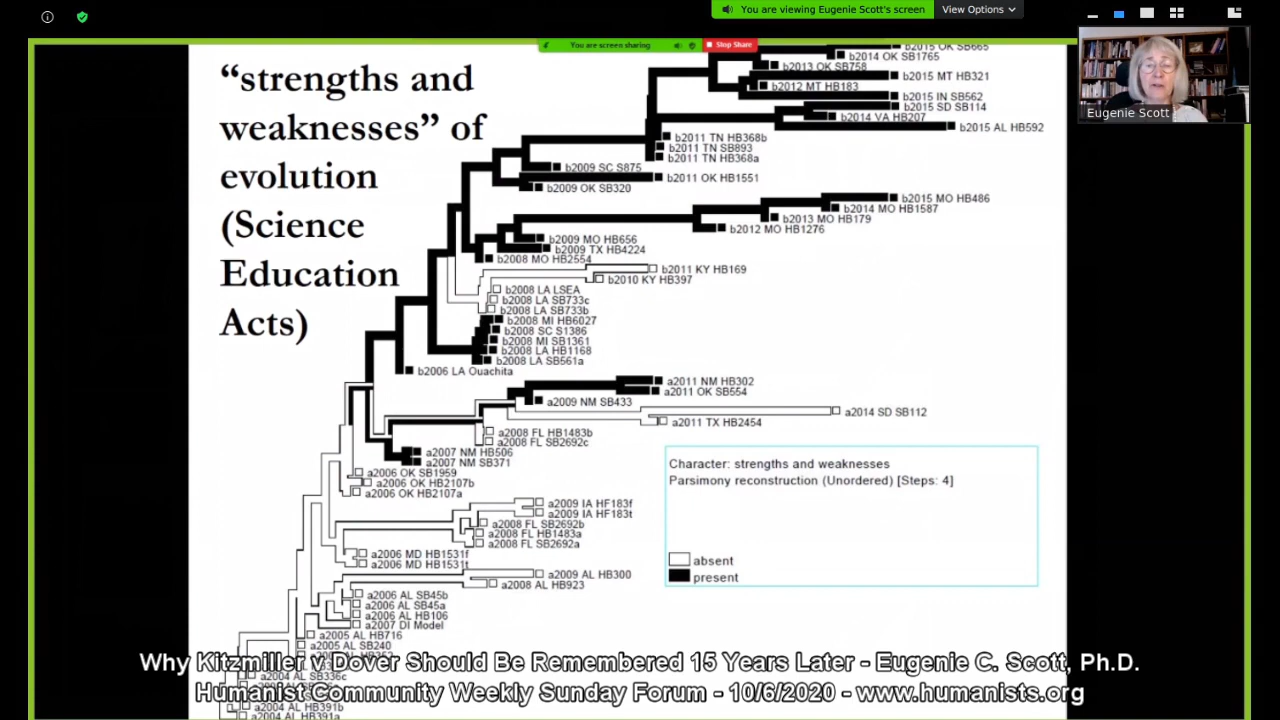 You are viewing Eugenie Scott's screen
View Options
You are screen sharing
Stop Share
Eugenie Scott
“strengths and
weaknesses” of
evolution
(Science
Education
Acts)
b2015 OK SB665
b2014 OK SB1765
b2013 OK SB758
b2015 MT HB321
b2012 MT HB183
b2015 IN SB562
b2015 SD SB114
b2014 VA HB207
b2015 AL HB592
b2011 TN HB368b
b2011 TN SB893
b2011 TN HB368a
b2009 SC S875
b2011 OK HB1551
b2009 OK SB320
b2015 MO HB486
b2014 MO HB1587
b2013 MO HB179
b2012 MO HB1276
b2009 MO HB656
b2009 TX HB4224
b2008 MO HB2554
b2011 KY HB169
b2010 KY HB397
b2008 LA LSEA
b2008 LA SB733c
b2008 LA SB733b
b2008 MI HB6027
b2008 SC S1386
b2008 MI SB1361
b2008 LA HB1168
b2008 LA SB561a
b2006 LA Ouachita
a2011 NM HB302
a2011 OK SB554
a2009 NM SB433
a2014 SD SB112
a2011 TX HB2454
a2008 FL HB1483b
a2008 FL SB2692c
a2007 NM HB506
a2007 NM SB371
a2006 OK SB1959
a2006 OK HB2107b
a2006 OK HB2107a
a2009 IA HF183f
a2009 IA HF183t
a2008 FL SB2692b
a2008 FL HB1483a
a2008 FL SB2692a
a2006 MD HB1531f
a2006 MD HB1531t
a2009 AL HB300
a2008 AL HB923
a2006 AL SB45b
a2006 AL SB45a
a2006 AL HB106
a2007 DI Model
a2005 AL HB716
a2005 AL SB240
a2004 AL SB336c
a2004 AL HB391b
a2004 AL HB391a
Character: strengths and weaknesses
Parsimony reconstruction (Unordered) [Steps: 4]
absent
present
Why Kitzmiller v Dover Should Be Remembered 15 Years Later - Eugenie C. Scott, Ph.D.
Humanist Community Weekly Sunday Forum - 10/6/2020 - www.humanists.org